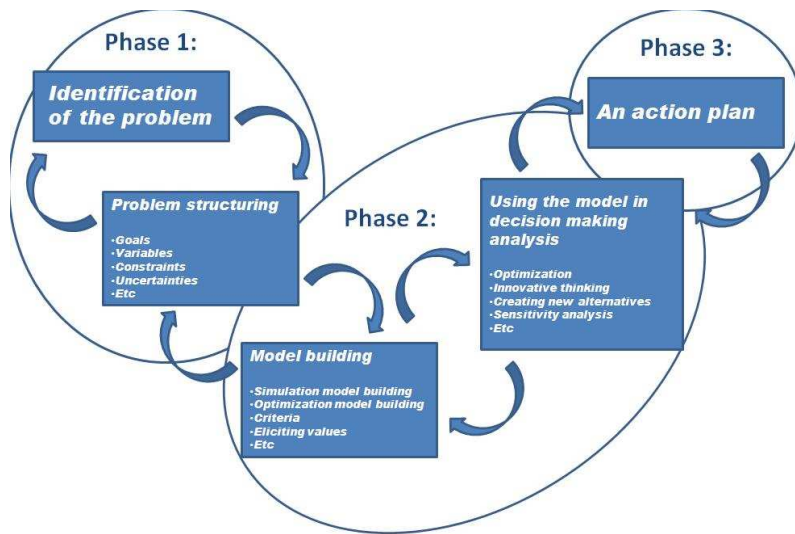 Phase 1:
Identification
of the problem
Problem structuring
·Goals
·Variables
·Constraints
·Uncertainties
·Etc
Phase 2:
Model building
·Simulation model building
·Optimization model building
·Criteria
·Eliciting values
·Etc
Using the model in
decision making
analysis
·Optimization
·Innovative thinking
·Creating new alternatives
·Sensitivity analysis
·Etc
Phase 3:
An action plan